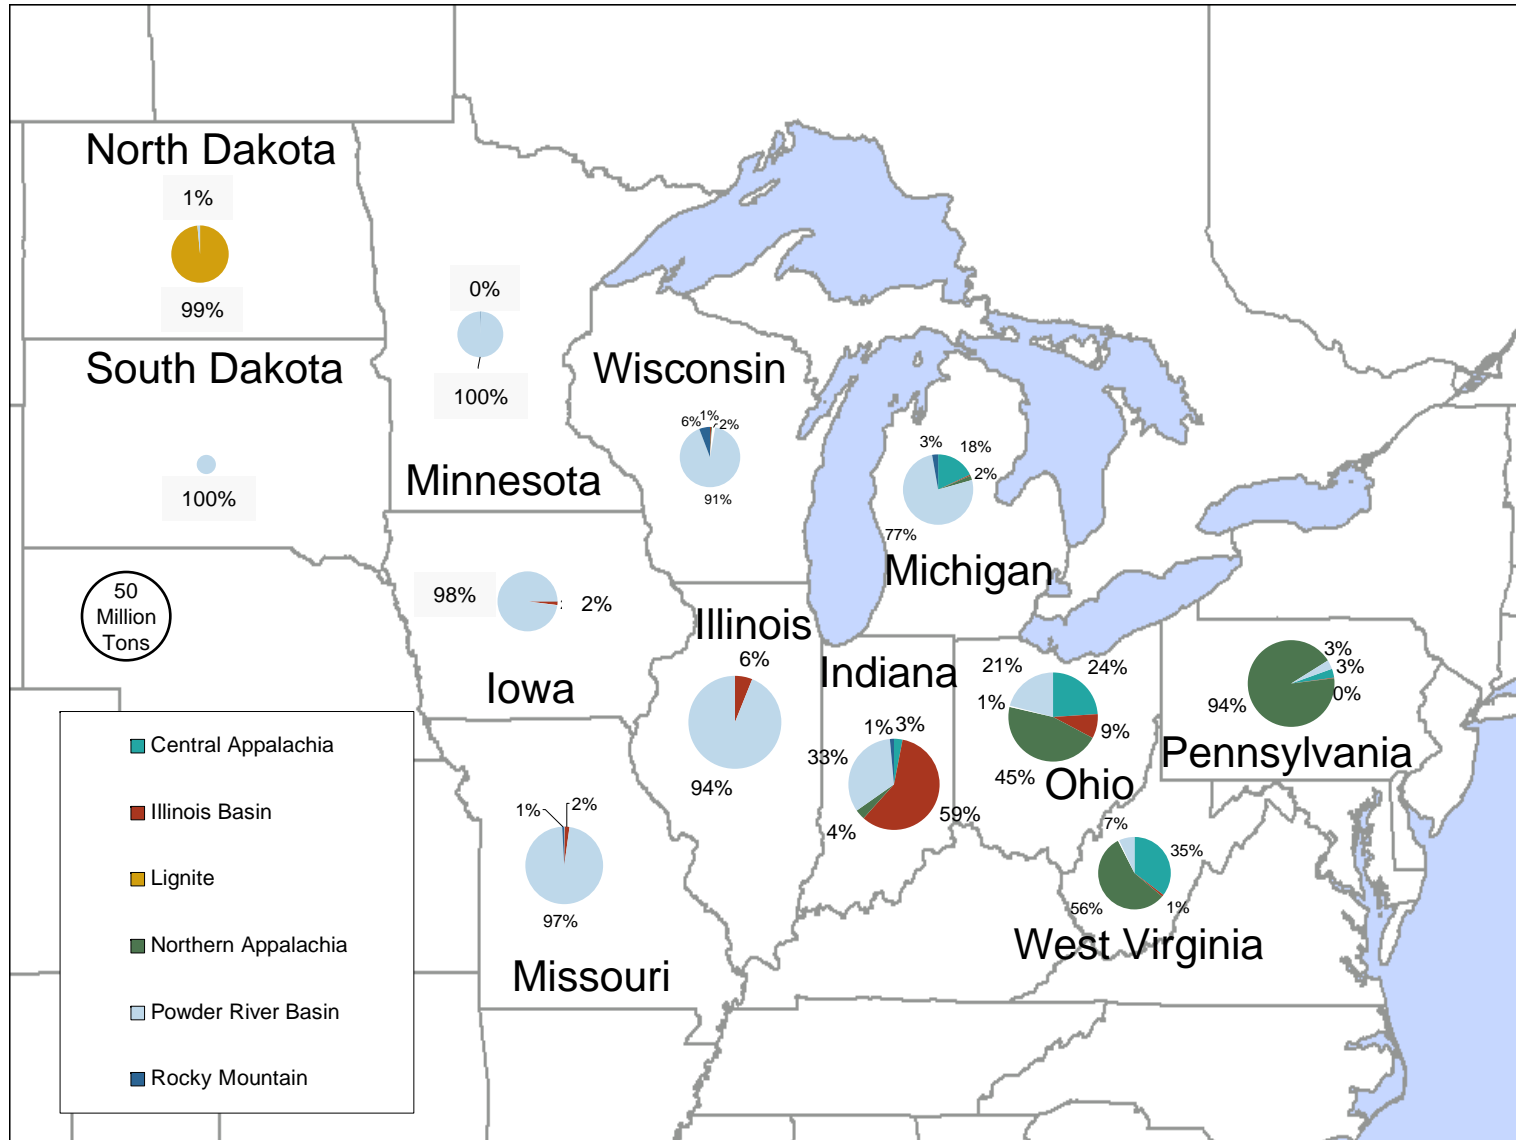 North Dakota
1%
99%
South Dakota
100%
0%
100%
Minnesota
Wisconsin
6%
1%
2%
91%
3%
18%
2%
77%
Michigan
50
Million
Tons
98%
2%
Iowa
Illinois
6%
94%
Indiana
1%
3%
33%
59%
4%
21%
24%
1%
9%
45%
Ohio
3%
3%
0%
94%
Pennsylvania
7%
35%
56%
1%
West Virginia
1%
2%
97%
Missouri
Central Appalachia
Illinois Basin
Lignite
Northern Appalachia
Powder River Basin
Rocky Mountain